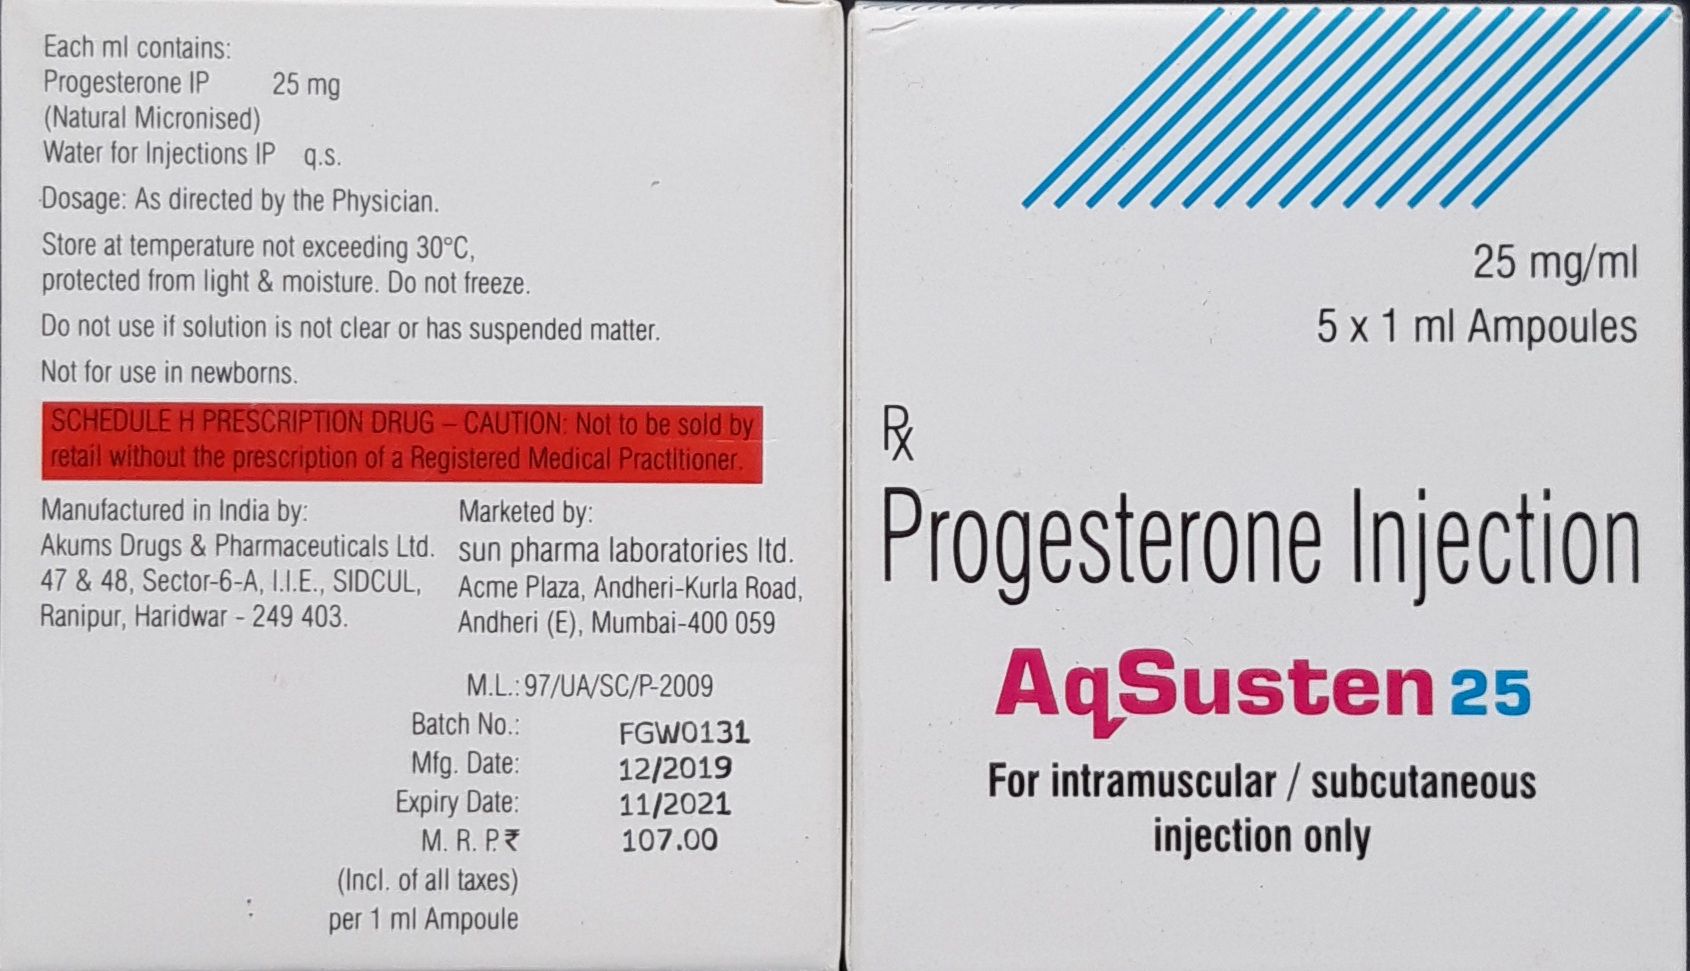 Each ml contains:
Progesterone IP 25 mg
(Natural Micronised)
Water for Injections IP q.s.
Dosage: As directed by the Physician.
Store at temperature not exceeding 30°C,
protected from light & moisture. Do not freeze.
Do not use if solution is not clear or has suspended matter.
Not for use in newborns.
SCHEDULE H PRESCRIPTION DRUG – CAUTION: Not to be sold by
retail without the prescription of a Registered Medical Practitioner.
Manufactured in India by:
Akums Drugs & Pharmaceuticals Ltd.
47 & 48, Sector-6-A, I.I.E., SIDCUL,
Ranipur, Haridwar - 249 403.
Marketed by:
sun pharma laboratories ltd.
Acme Plaza, Andheri-Kurla Road,
Andheri (E), Mumbai-400 059
M.L.: 97/UA/SC/P-2009
Batch No.: FGW0131
Mfg. Date: 12/2019
Expiry Date: 11/2021
M. R. P. ₹ 107.00
(Incl. of all taxes)
per 1 ml Ampoule
25 mg/ml
5 x 1 ml Ampoules
Rx
Progesterone Injection
AqSusten 25
For intramuscular / subcutaneous
injection only